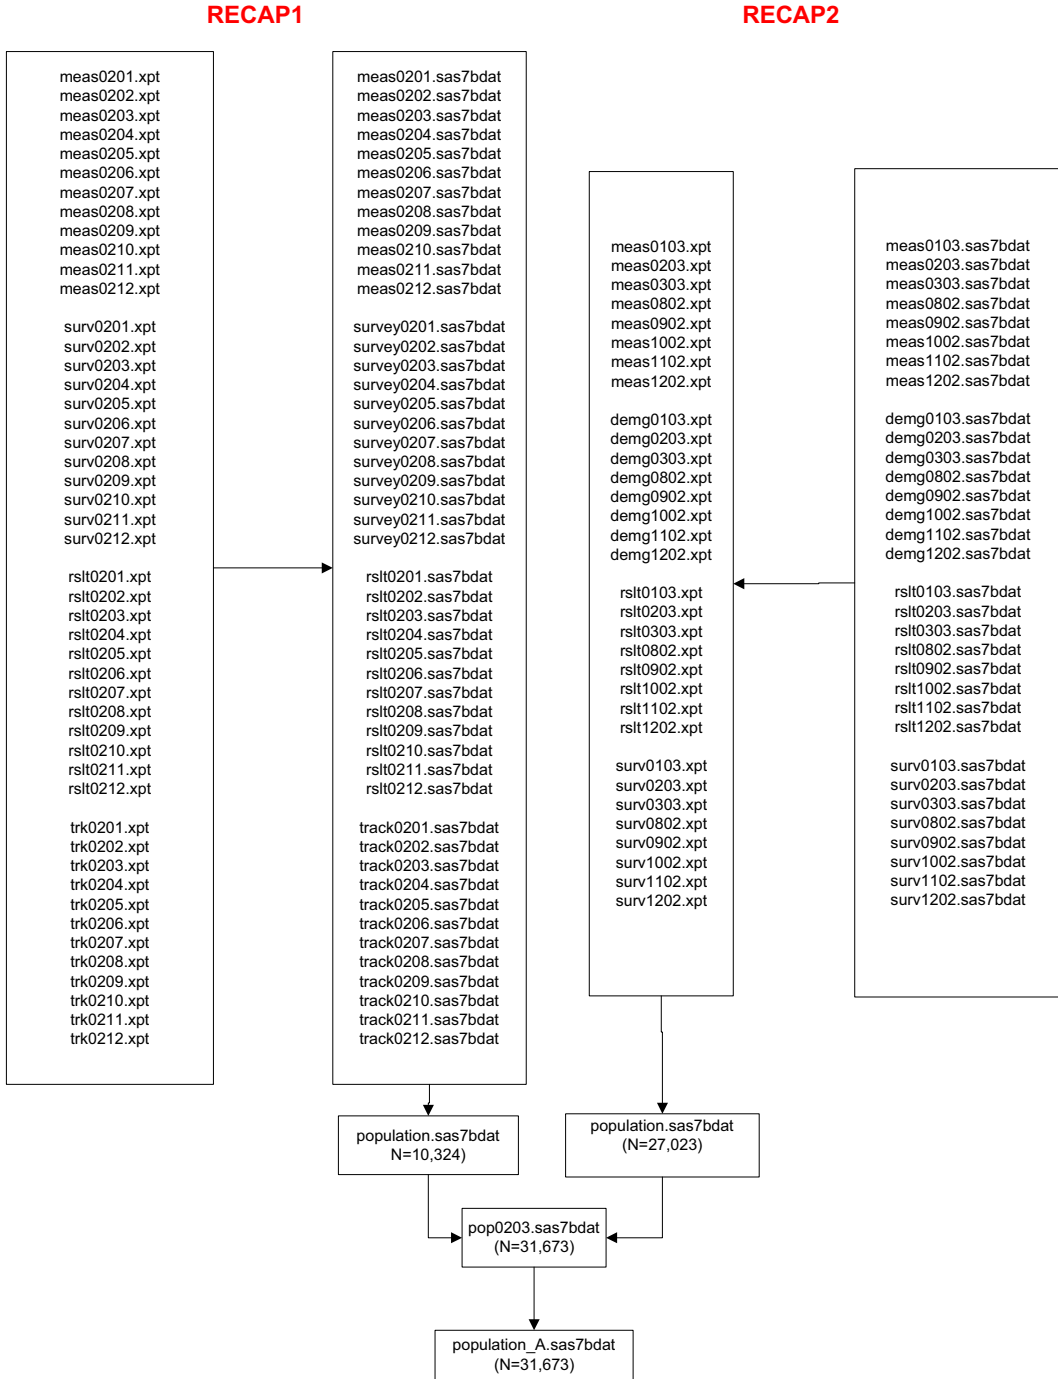 RECAP1
RECAP2
meas0201.xpt
meas0202.xpt
meas0203.xpt
meas0204.xpt
meas0205.xpt
meas0206.xpt
meas0207.xpt
meas0208.xpt
meas0209.xpt
meas0210.xpt
meas0211.xpt
meas0212.xpt
surv0201.xpt
surv0202.xpt
surv0203.xpt
surv0204.xpt
surv0205.xpt
surv0206.xpt
surv0207.xpt
surv0208.xpt
surv0209.xpt
surv0210.xpt
surv0211.xpt
surv0212.xpt
rslt0201.xpt
rslt0202.xpt
rslt0203.xpt
rslt0204.xpt
rslt0205.xpt
rslt0206.xpt
rslt0207.xpt
rslt0208.xpt
rslt0209.xpt
rslt0210.xpt
rslt0211.xpt
rslt0212.xpt
trk0201.xpt
trk0202.xpt
trk0203.xpt
trk0204.xpt
trk0205.xpt
trk0206.xpt
trk0207.xpt
trk0208.xpt
trk0209.xpt
trk0210.xpt
trk0211.xpt
trk0212.xpt
meas0201.sas7bdat
meas0202.sas7bdat
meas0203.sas7bdat
meas0204.sas7bdat
meas0205.sas7bdat
meas0206.sas7bdat
meas0207.sas7bdat
meas0208.sas7bdat
meas0209.sas7bdat
meas0210.sas7bdat
meas0211.sas7bdat
meas0212.sas7bdat
survey0201.sas7bdat
survey0202.sas7bdat
survey0203.sas7bdat
survey0204.sas7bdat
survey0205.sas7bdat
survey0206.sas7bdat
survey0207.sas7bdat
survey0208.sas7bdat
survey0209.sas7bdat
survey0210.sas7bdat
survey0211.sas7bdat
survey0212.sas7bdat
rslt0201.sas7bdat
rslt0202.sas7bdat
rslt0203.sas7bdat
rslt0204.sas7bdat
rslt0205.sas7bdat
rslt0206.sas7bdat
rslt0207.sas7bdat
rslt0208.sas7bdat
rslt0209.sas7bdat
rslt0210.sas7bdat
rslt0211.sas7bdat
rslt0212.sas7bdat
track0201.sas7bdat
track0202.sas7bdat
track0203.sas7bdat
track0204.sas7bdat
track0205.sas7bdat
track0206.sas7bdat
track0207.sas7bdat
track0208.sas7bdat
track0209.sas7bdat
track0210.sas7bdat
track0211.sas7bdat
track0212.sas7bdat
meas0103.xpt
meas0203.xpt
meas0303.xpt
meas0802.xpt
meas0902.xpt
meas1002.xpt
meas1102.xpt
meas1202.xpt
demg0103.xpt
demg0203.xpt
demg0303.xpt
demg0802.xpt
demg0902.xpt
demg1002.xpt
demg1102.xpt
demg1202.xpt
rslt0103.xpt
rslt0203.xpt
rslt0303.xpt
rslt0802.xpt
rslt0902.xpt
rslt1002.xpt
rslt1102.xpt
rslt1202.xpt
surv0103.xpt
surv0203.xpt
surv0303.xpt
surv0802.xpt
surv0902.xpt
surv1002.xpt
surv1102.xpt
surv1202.xpt
meas0103.sas7bdat
meas0203.sas7bdat
meas0303.sas7bdat
meas0802.sas7bdat
meas0902.sas7bdat
meas1002.sas7bdat
meas1102.sas7bdat
meas1202.sas7bdat
demg0103.sas7bdat
demg0203.sas7bdat
demg0303.sas7bdat
demg0802.sas7bdat
demg0902.sas7bdat
demg1002.sas7bdat
demg1102.sas7bdat
demg1202.sas7bdat
rslt0103.sas7bdat
rslt0203.sas7bdat
rslt0303.sas7bdat
rslt0802.sas7bdat
rslt0902.sas7bdat
rslt1002.sas7bdat
rslt1102.sas7bdat
rslt1202.sas7bdat
surv0103.sas7bdat
surv0203.sas7bdat
surv0303.sas7bdat
surv0802.sas7bdat
surv0902.sas7bdat
surv1002.sas7bdat
surv1102.sas7bdat
surv1202.sas7bdat
population.sas7bdat
N=10,324)
population.sas7bdat
(N=27,023)
pop0203.sas7bdat
(N=31,673)
population_A.sas7bdat
(N=31,673)